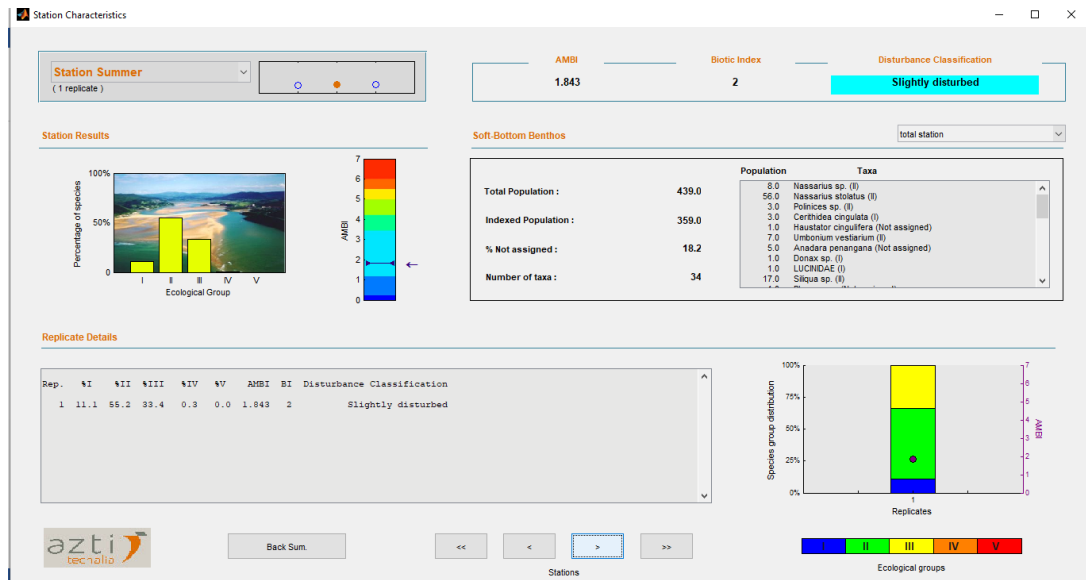 Station Characteristics
Station Summer
( 1 replicate )
AMBI
Biotic Index
Disturbance Classification
1.843
2
Slightly disturbed
Station Results
Soft-Bottom Benthos
total station
Percentage of species
100%
50%
0
I II III IV V
Ecological Group
AMBI
7
6
5
4
3
2
1
0
Total Population : 439.0
Indexed Population : 359.0
% Not assigned : 18.2
Number of taxa : 34
Population Taxa
8.0 Nassarius sp. (II)
56.0 Nassarius stolatus (II)
3.0 Polinices sp. (II)
3.0 Cerithidea cingulata (I)
1.0 Haustator cingulifera (Not assigned)
7.0 Umbonium vestiarium (II)
5.0 Anadara penangana (Not assigned)
1.0 Donax sp. (I)
1.0 LUCINIDAE (I)
17.0 Siliqua sp. (II)
Replicate Details
Rep. %I %II %III %IV %V AMBI BI Disturbance Classification
1 11.1 55.2 33.4 0.3 0.0 1.843 2 Slightly disturbed
Species group distribution
100%
75%
50%
25%
0%
7
6
5
4
3
2
1
0
AMBI
1
Replicates
azti
tecnalia
Back Sum.
<< < > >>
Stations
I II III IV V
Ecological groups